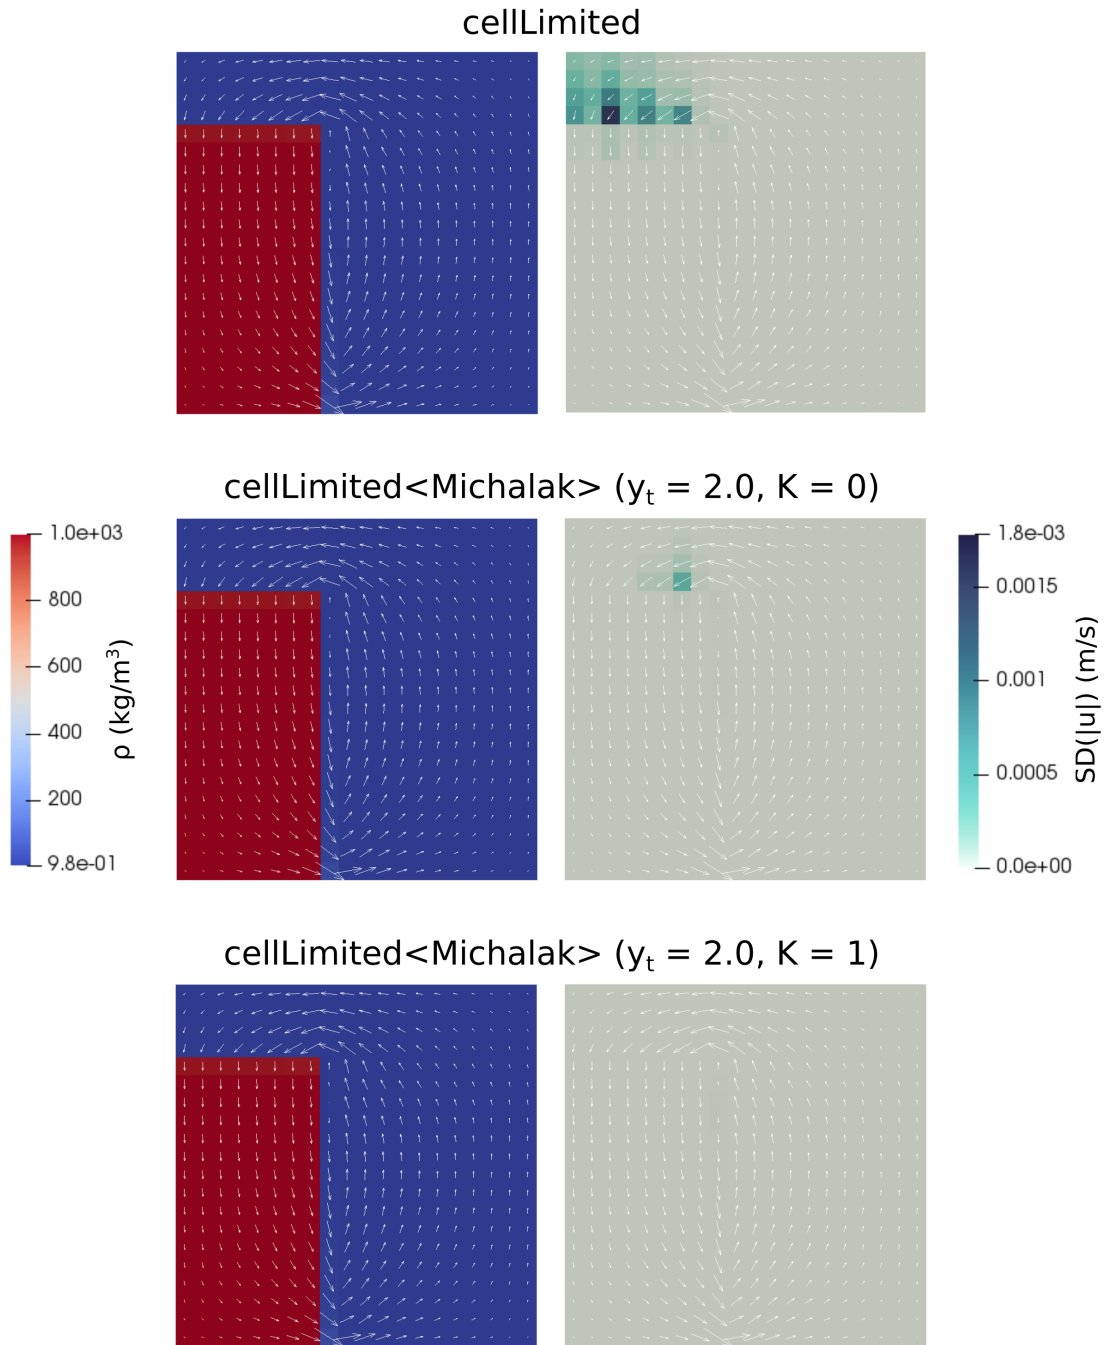 cellLimited
cellLimited<Michalak> (yₜ = 2.0, K = 0)
1.0e+03
800
600
400
200
9.8e-01
ρ (kg/m³)
1.8e-03
0.0015
0.001
0.0005
0.0e+00
SD(|u|) (m/s)
cellLimited<Michalak> (yₜ = 2.0, K = 1)